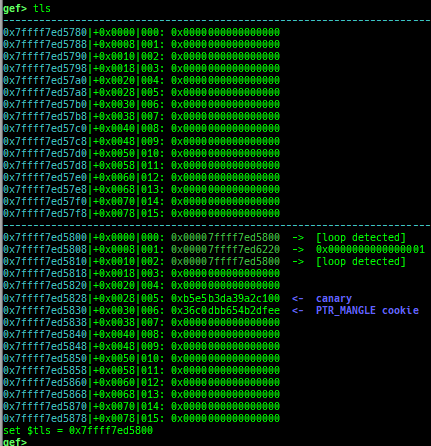 gef> tls
0x7ffff7ed5780|+0x0000|000: 0x0000000000000000
0x7ffff7ed5788|+0x0008|001: 0x0000000000000000
0x7ffff7ed5790|+0x0010|002: 0x0000000000000000
0x7ffff7ed5798|+0x0018|003: 0x0000000000000000
0x7ffff7ed57a0|+0x0020|004: 0x0000000000000000
0x7ffff7ed57a8|+0x0028|005: 0x0000000000000000
0x7ffff7ed57b0|+0x0030|006: 0x0000000000000000
0x7ffff7ed57b8|+0x0038|007: 0x0000000000000000
0x7ffff7ed57c0|+0x0040|008: 0x0000000000000000
0x7ffff7ed57c8|+0x0048|009: 0x0000000000000000
0x7ffff7ed57d0|+0x0050|010: 0x0000000000000000
0x7ffff7ed57d8|+0x0058|011: 0x0000000000000000
0x7ffff7ed57e0|+0x0060|012: 0x0000000000000000
0x7ffff7ed57e8|+0x0068|013: 0x0000000000000000
0x7ffff7ed57f0|+0x0070|014: 0x0000000000000000
0x7ffff7ed57f8|+0x0078|015: 0x0000000000000000
0x7ffff7ed5800|+0x0000|000: 0x00007ffff7ed5800 -> [loop detected]
0x7ffff7ed5808|+0x0008|001: 0x00007ffff7ed6220 -> 0x0000000000000001
0x7ffff7ed5810|+0x0010|002: 0x00007ffff7ed5800 -> [loop detected]
0x7ffff7ed5818|+0x0018|003: 0x0000000000000000
0x7ffff7ed5820|+0x0020|004: 0x0000000000000000
0x7ffff7ed5828|+0x0028|005: 0xb5e5b3da39a2c100 <- canary
0x7ffff7ed5830|+0x0030|006: 0x36c0dbb654b2dfee <- PTR_MANGLE cookie
0x7ffff7ed5838|+0x0038|007: 0x0000000000000000
0x7ffff7ed5840|+0x0040|008: 0x0000000000000000
0x7ffff7ed5848|+0x0048|009: 0x0000000000000000
0x7ffff7ed5850|+0x0050|010: 0x0000000000000000
0x7ffff7ed5858|+0x0058|011: 0x0000000000000000
0x7ffff7ed5860|+0x0060|012: 0x0000000000000000
0x7ffff7ed5868|+0x0068|013: 0x0000000000000000
0x7ffff7ed5870|+0x0070|014: 0x0000000000000000
0x7ffff7ed5878|+0x0078|015: 0x0000000000000000
set $tls = 0x7ffff7ed5800
gef>